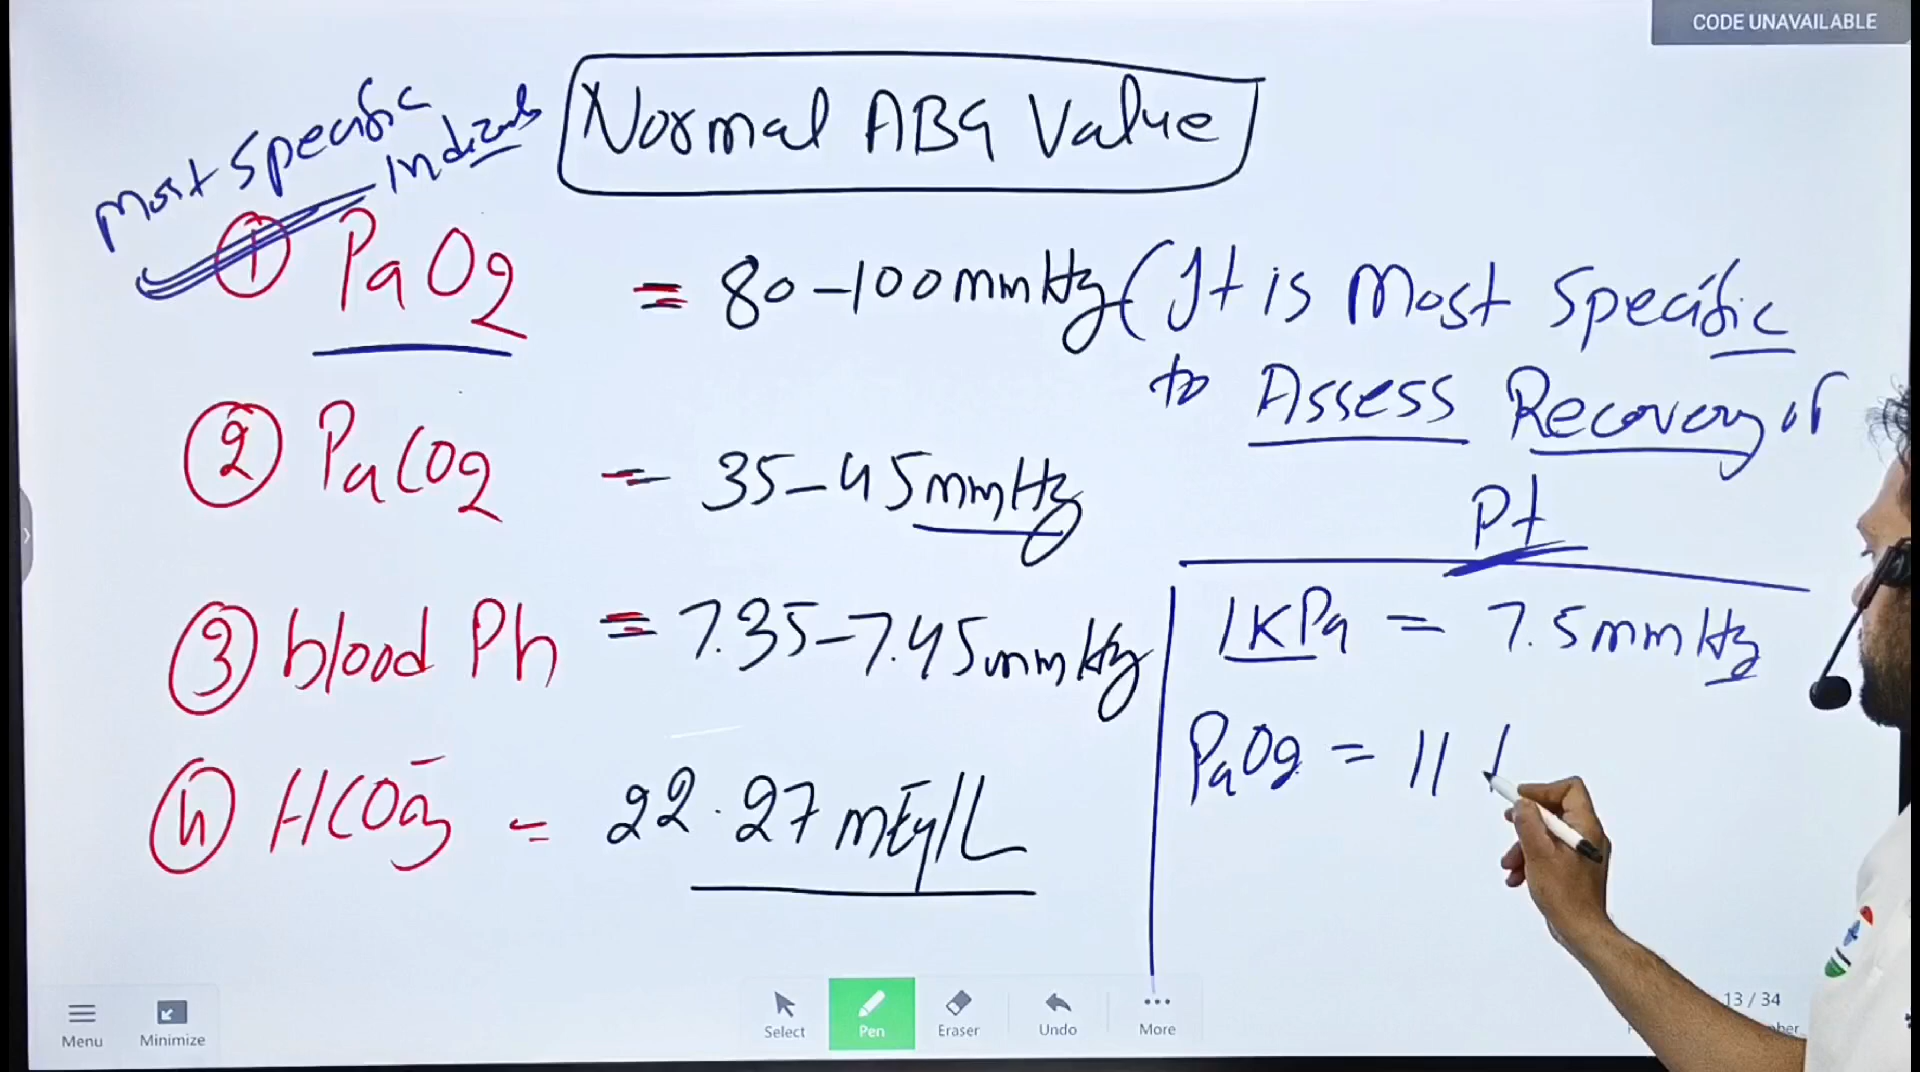 CODE UNAVAILABLE
Normal ABG Value
Most Specific
① PaO2 = 80-100mmHg (It is Most Specific
to Assess Recovery of
Pt
② PaCO2 = 35-45mmHg
③ blood Ph = 7.35-7.45mmHg
④ HCO3- = 22-27 mEq/L
1KPa = 7.5mmHg
PaO2 = 11
13 / 34
Menu
Minimize
Select
Pen
Eraser
Undo
More